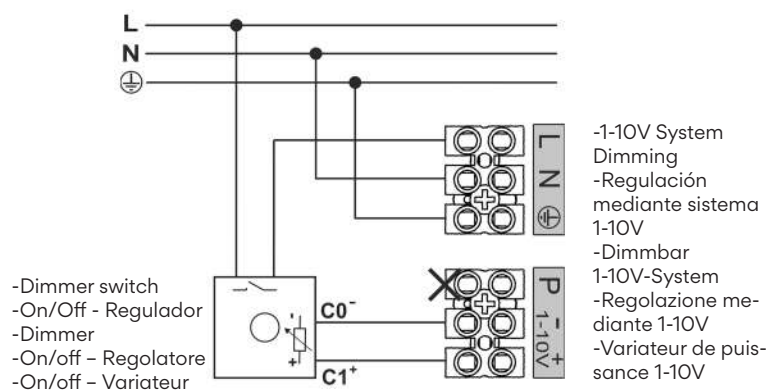 L
N
L
N
-1-10V System
Dimming
-Regulación
mediante sistema
1-10V
-Dimmbar
1-10V-System
-Regolazione me-
diante 1-10V
-Variateur de puis-
sance 1-10V
-Dimmer switch
-On/Off - Regulador
-Dimmer
-On/off – Regolatore
-On/off – Variateur
-
+
C0-
C1+
P
- +
1-10V